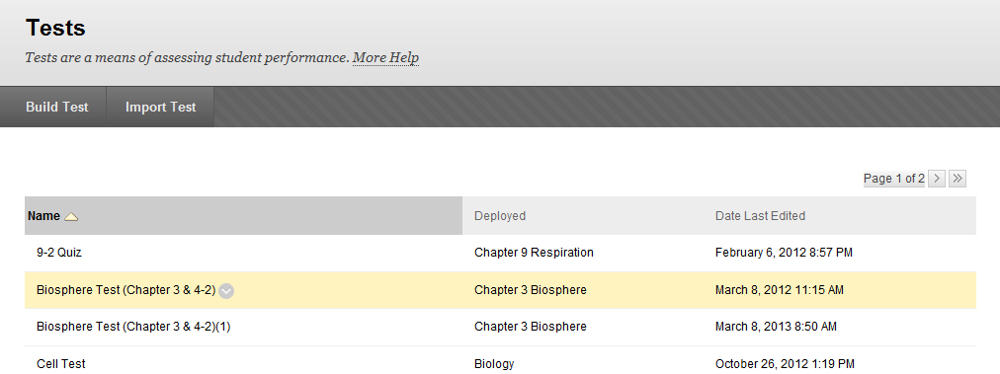 Tests
Tests are a means of assessing student performance. More Help
Build Test Import Test
Page 1 of 2
Name Deployed Date Last Edited
9-2 Quiz Chapter 9 Respiration February 6, 2012 8:57 PM
Biosphere Test (Chapter 3 & 4-2) Chapter 3 Biosphere March 8, 2012 11:15 AM
Biosphere Test (Chapter 3 & 4-2)(1) Chapter 3 Biosphere March 8, 2013 8:50 AM
Cell Test Biology October 26, 2012 1:19 PM